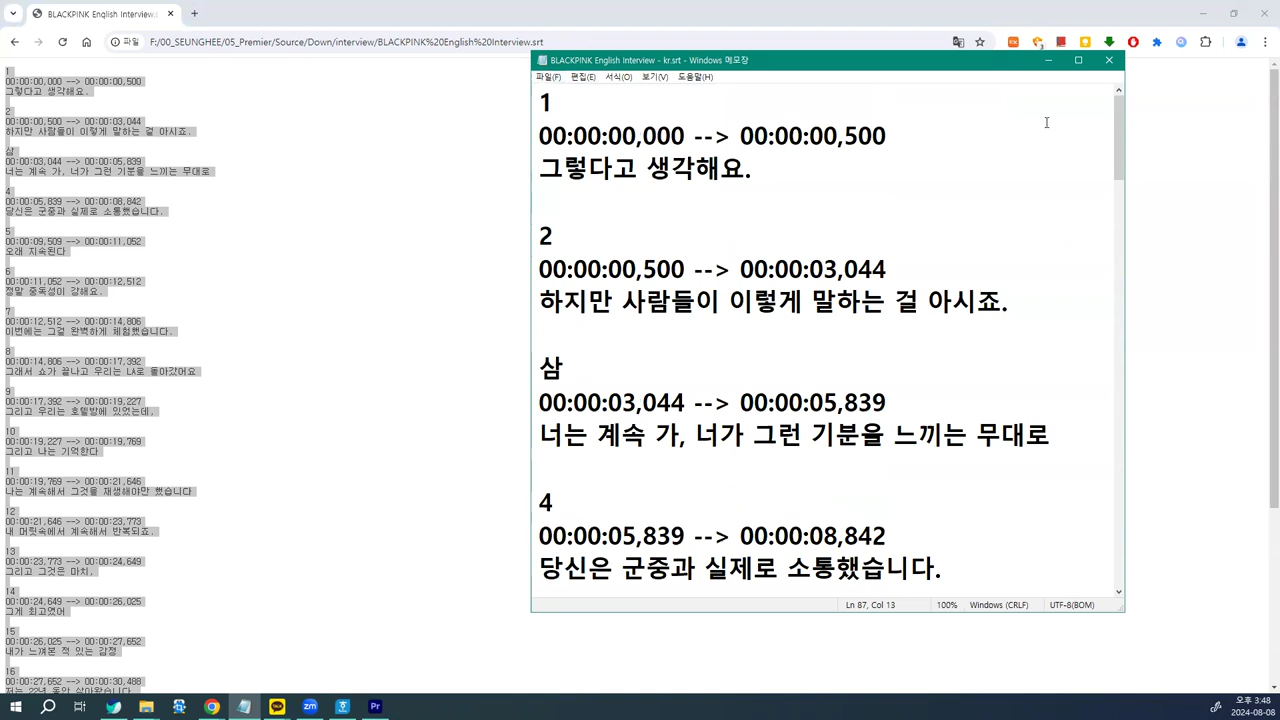 BLACKPINK English Interview.s
파일
F:/00_SEUNGHEE/05_Premier/Source/Down/interview/BLACKPINK%20English%20Interview.srt
1
00:00:00,000 --> 00:00:00,500
그렇다고 생각해요.
2
00:00:00,500 --> 00:00:03,044
하지만 사람들이 이렇게 말하는 걸 아시죠.
삼
00:00:03,044 --> 00:00:05,839
너는 계속 가, 너가 그런 기분을 느끼는 무대로
4
00:00:05,839 --> 00:00:08,842
당신은 군중과 실제로 소통했습니다.
5
00:00:09,509 --> 00:00:11,052
오래 지속된다
6
00:00:11,052 --> 00:00:12,512
정말 중독성이 강해요.
7
00:00:12,512 --> 00:00:14,806
이번에는 그걸 완벽하게 체험했습니다.
8
00:00:14,806 --> 00:00:17,392
그래서 쇼가 끝나고 우리는 LA로 돌아갔어요
9
00:00:17,392 --> 00:00:19,227
그리고 우리는 호텔방에 있었는데,
10
00:00:19,227 --> 00:00:19,769
그리고 나는 기억한다
11
00:00:19,769 --> 00:00:21,646
나는 계속해서 그것을 재생해야만 했습니다
12
00:00:21,646 --> 00:00:23,773
내 머릿속에서 계속해서 반복되죠.
13
00:00:23,773 --> 00:00:24,649
그리고 그것은 마치,
14
00:00:24,649 --> 00:00:26,025
그게 최고였어
15
00:00:26,025 --> 00:00:27,652
내가 느껴본 적 있는 감정
16
00:00:27,652 --> 00:00:30,488
저는 22년 동안 살아왔습니다
BLACKPINK English Interview - kr.srt - Windows 메모장
파일(F) 편집(E) 서식(O) 보기(V) 도움말(H)
1
00:00:00,000 --> 00:00:00,500
그렇다고 생각해요.
2
00:00:00,500 --> 00:00:03,044
하지만 사람들이 이렇게 말하는 걸 아시죠.
삼
00:00:03,044 --> 00:00:05,839
너는 계속 가, 너가 그런 기분을 느끼는 무대로
4
00:00:05,839 --> 00:00:08,842
당신은 군중과 실제로 소통했습니다.
Ln 87, Col 13 100% Windows (CRLF) UTF-8(BOM)
TALK
zm
Pr
오후 3:48
2024-08-08